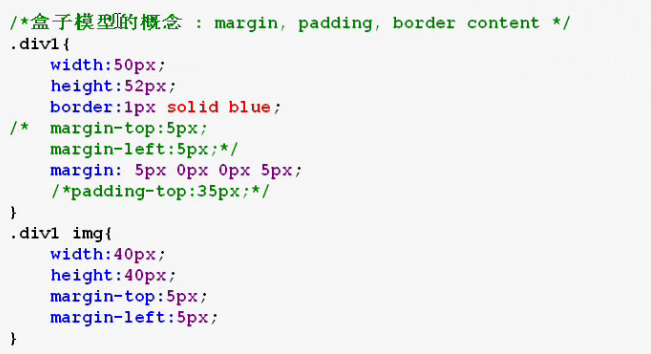 /*盒子模型的概念 : margin, padding, border content */
.div1{
    width:50px;
    height:52px;
    border:1px solid blue;
/*  margin-top:5px;
    margin-left:5px;*/
    margin: 5px 0px 0px 5px;
    /*padding-top:35px;*/
}
.div1 img{
    width:40px;
    height:40px;
    margin-top:5px;
    margin-left:5px;
}